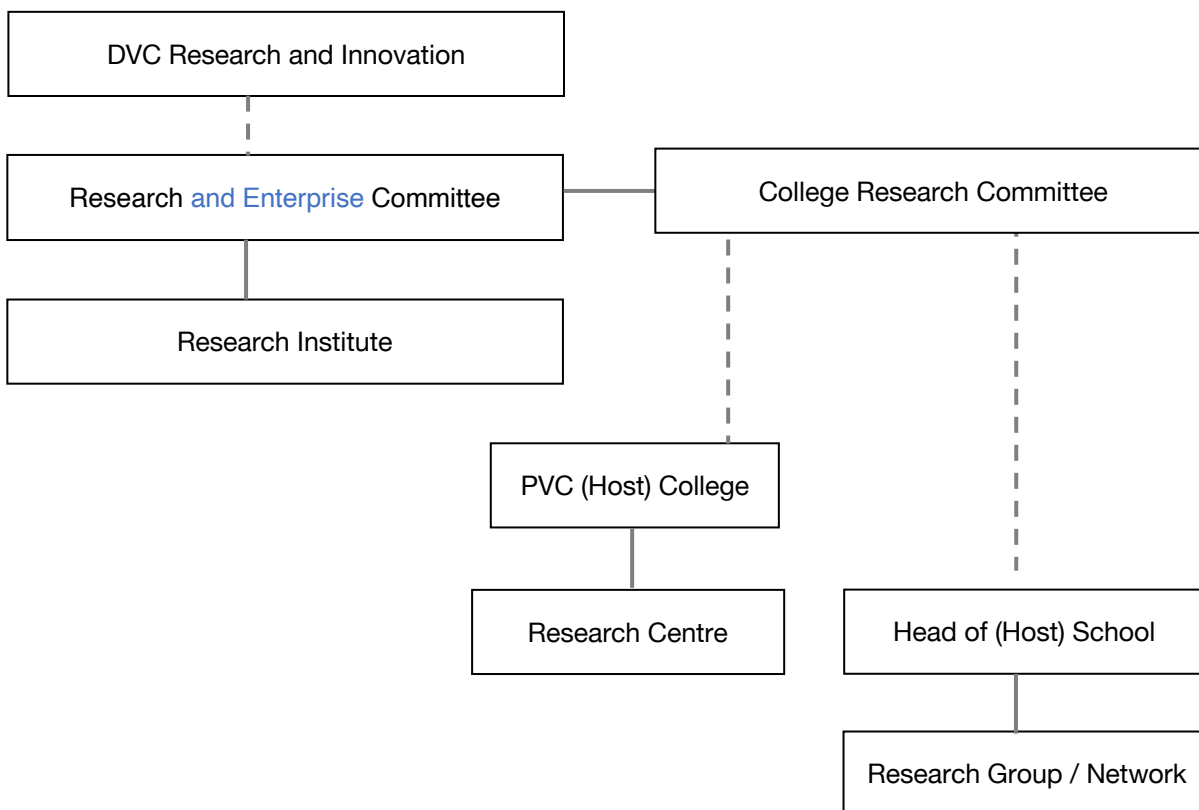 DVC Research and Innovation
Research and Enterprise Committee
College Research Committee
Research Institute
PVC (Host) College
Research Centre
Head of (Host) School
Research Group / Network